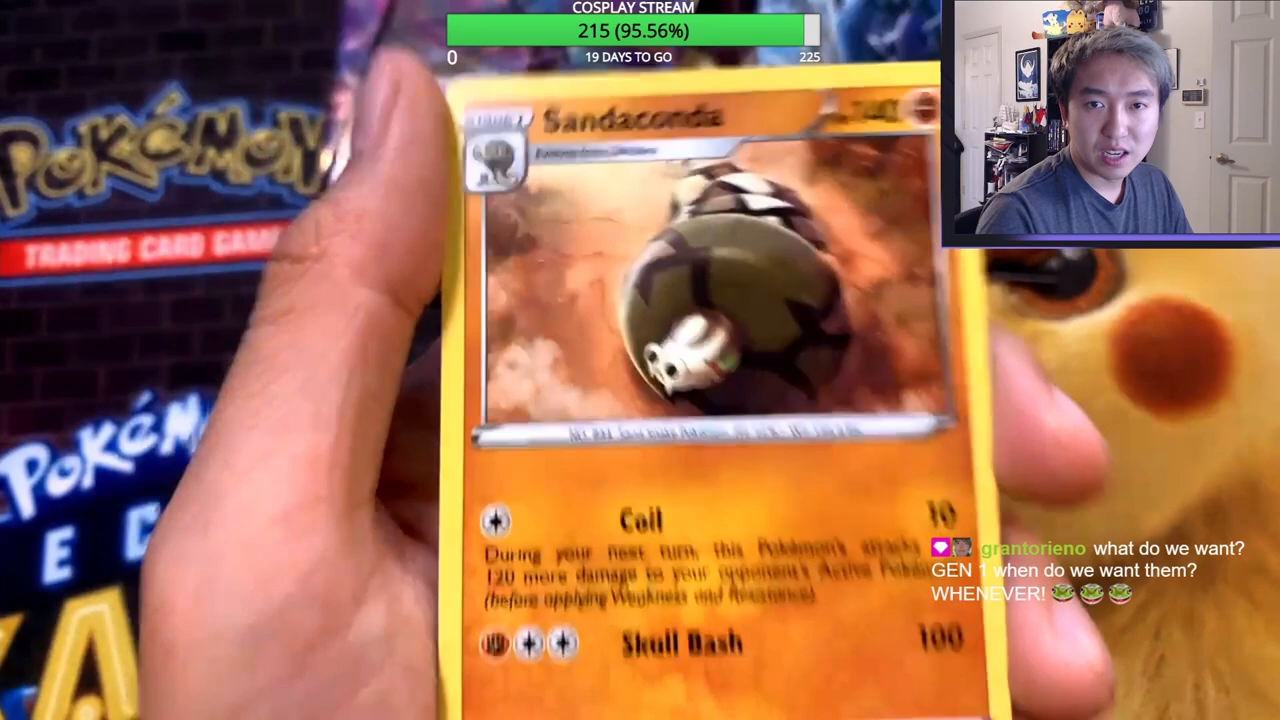 COSPLAY STREAM
215 (95.56%)
0
19 DAYS TO GO
225
POKÉMON
TRADING CARD GAME
Sandaconda
140
Coil
10
During your next turn, this Pokémon's attacks
120 more damage to your opponent's Active
(before applying Weakness and Resistance).
Skull Bash
100
POKÉM
E
grantorieno what do we want?
GEN 1 when do we want them?
WHENEVER!